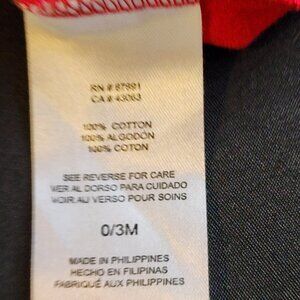 RN # 87691
CA # 43063
100% COTTON
100% ALGODÓN
100% COTON
SEE REVERSE FOR CARE
VER AL DORSO PARA CUIDADO
VOIR AU VERSO POUR SOINS
0/3M
MADE IN PHILIPPINES
HECHO EN FILIPINAS
FABRIQUÉ AUX PHILIPPINES